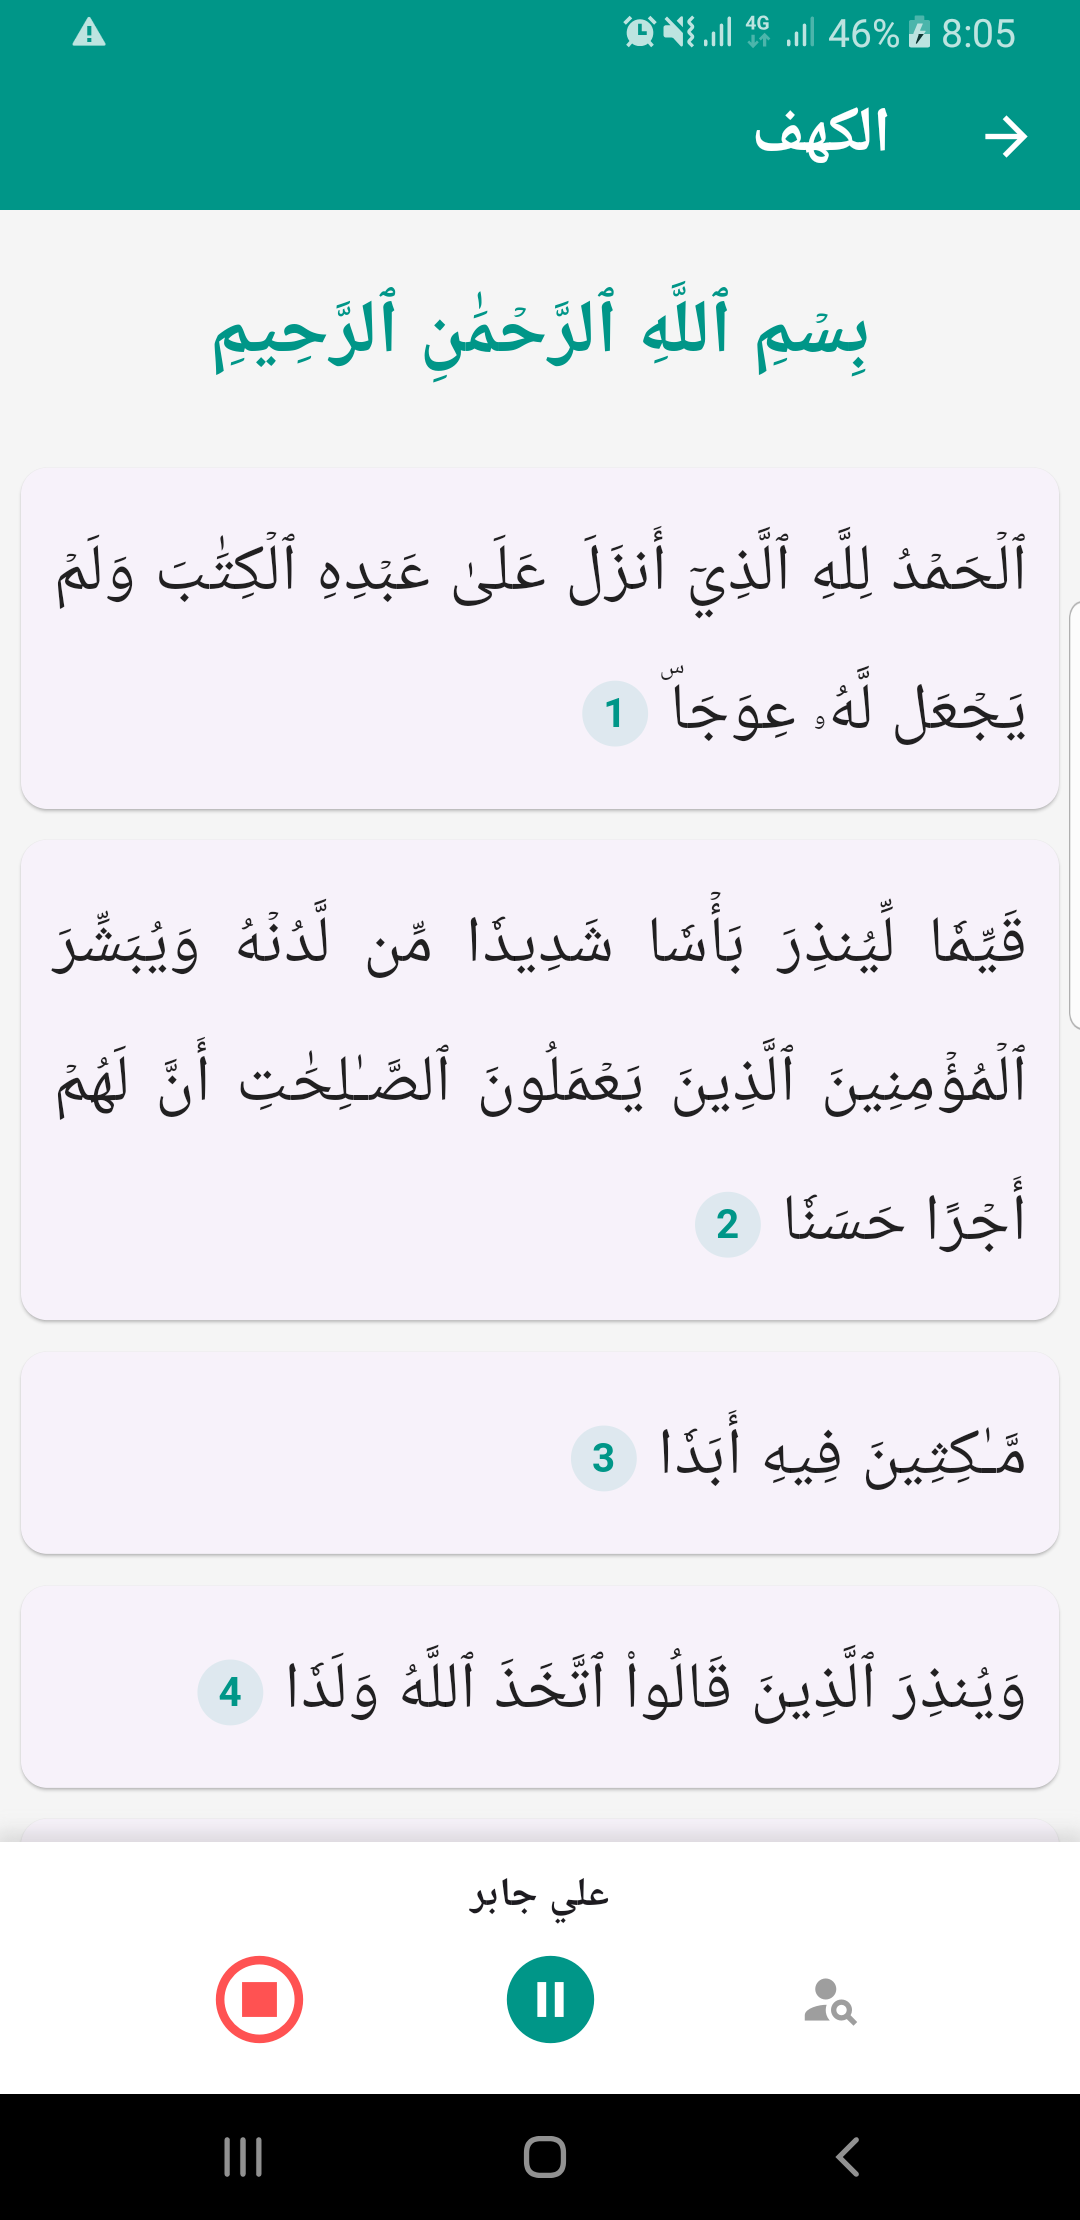 46% 8:05
4G
الكهف
بِسۡمِ ٱللَّهِ ٱلرَّحۡمَٰنِ ٱلرَّحِيمِ
ٱلۡحَمۡدُ لِلَّهِ ٱلَّذِيٓ أَنزَلَ عَلَىٰ عَبۡدِهِ ٱلۡكِتَٰبَ وَلَمۡ
يَجۡعَل لَّهُۥ عِوَجَاۜ 1
قَيِّمٗا لِّيُنذِرَ بَأۡسٗا شَدِيدٗا مِّن لَّدُنۡهُ وَيُبَشِّرَ
ٱلۡمُؤۡمِنِينَ ٱلَّذِينَ يَعۡمَلُونَ ٱلصَّـٰلِحَٰتِ أَنَّ لَهُمۡ
أَجۡرًا حَسَنٗا 2
مَّـٰكِثِينَ فِيهِ أَبَدٗا 3
وَيُنذِرَ ٱلَّذِينَ قَالُواْ ٱتَّخَذَ ٱللَّهُ وَلَدٗا 4
علي جابر